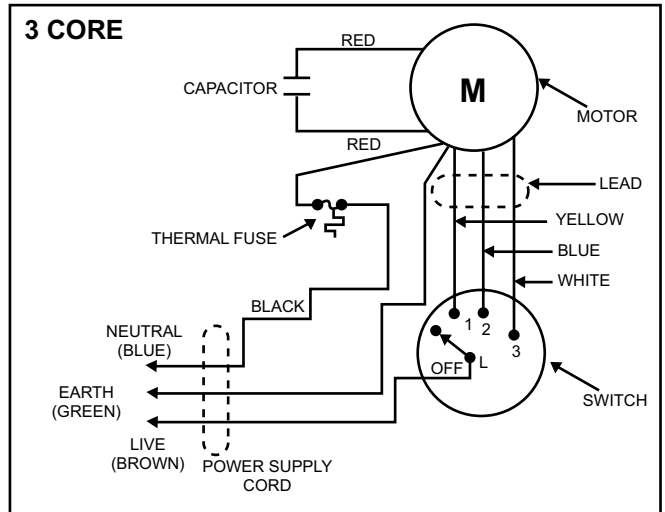 3 CORE
RED
CAPACITOR
M
MOTOR
RED
LEAD
THERMAL FUSE
YELLOW
BLUE
WHITE
BLACK
NEUTRAL
(BLUE)
1 2
3
OFF L
EARTH
(GREEN)
SWITCH
LIVE
(BROWN)
POWER SUPPLY
CORD